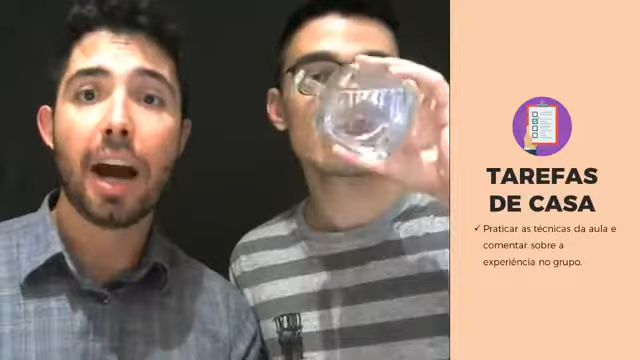 TAREFAS
DE CASA
✓ Praticar as técnicas da aula e
comentar sobre a
experiência no grupo.